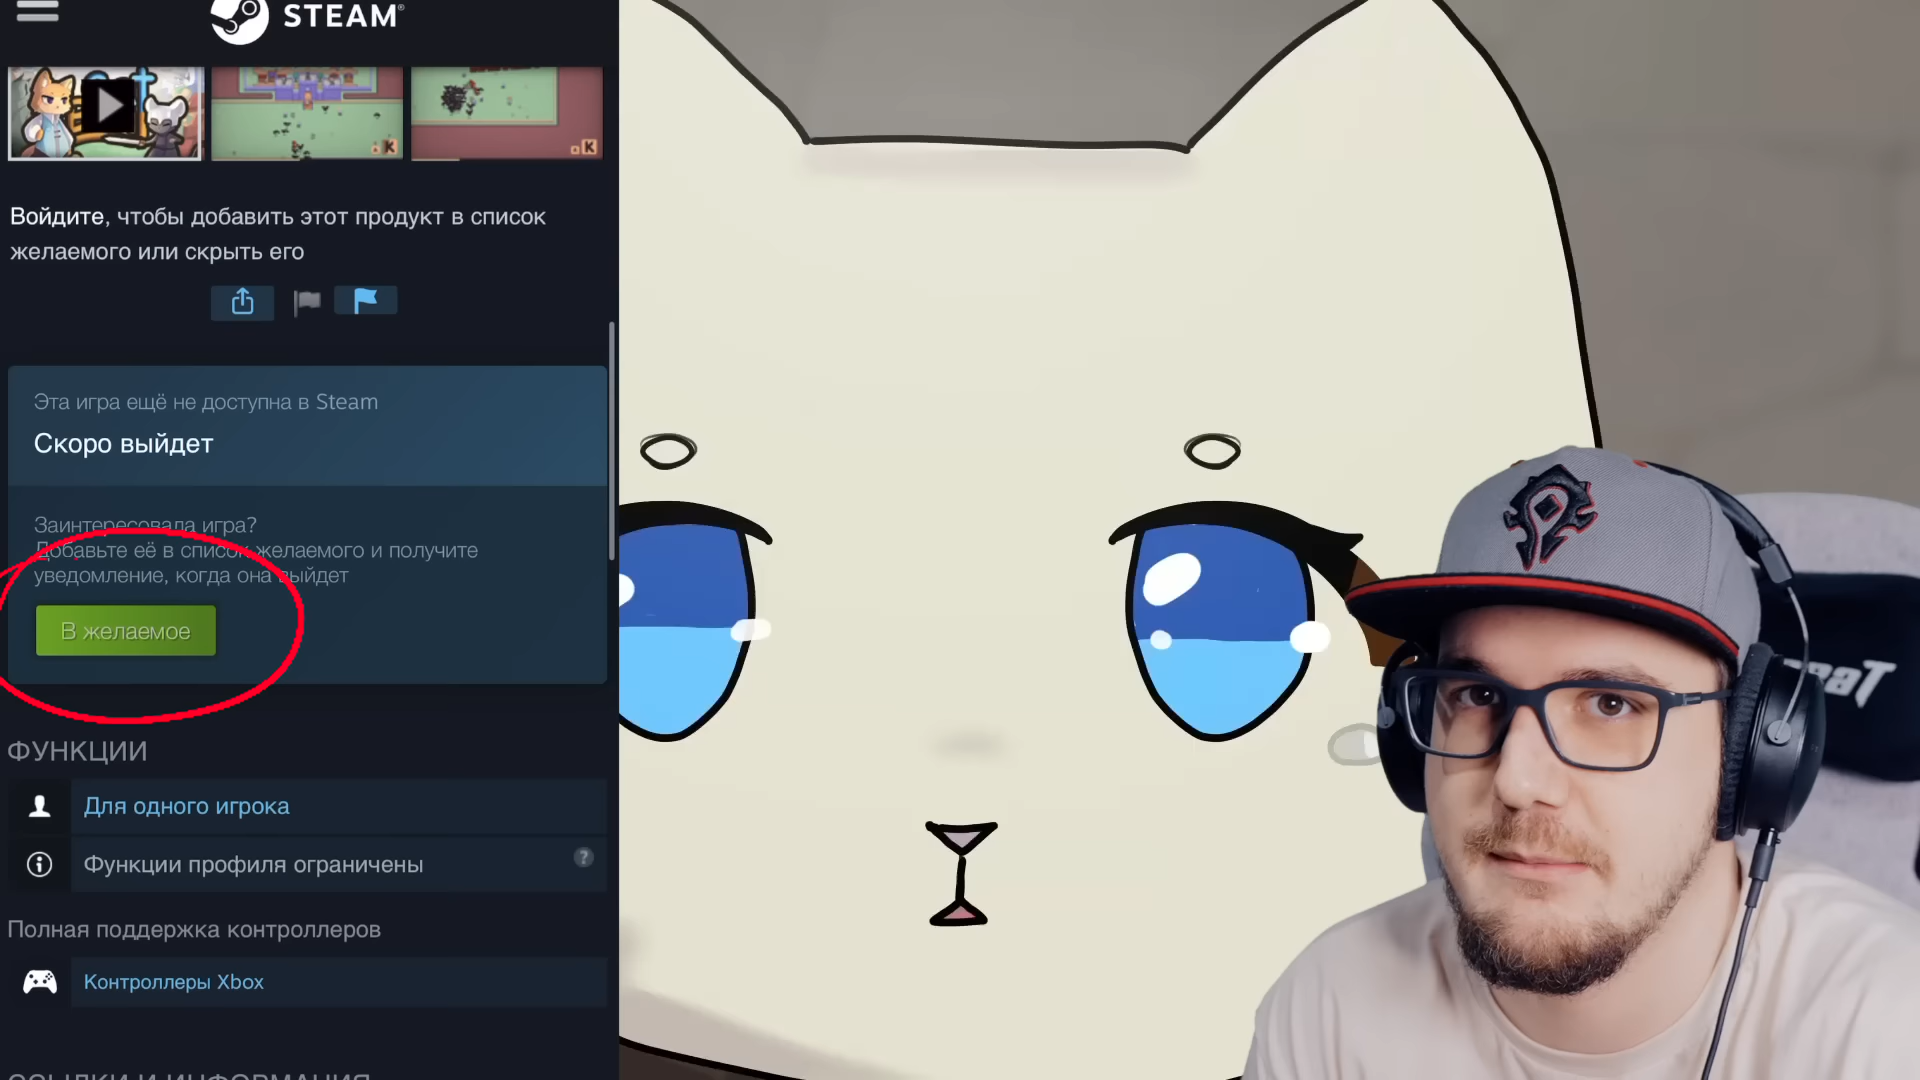 STEAM®
K
K
Войдите, чтобы добавить этот продукт в список
желаемого или скрыть его
Эта игра ещё не доступна в Steam
Скоро выйдет
Заинтересовала игра?
Добавьте её в список желаемого и получите
уведомление, когда она выйдет
В желаемое
ФУНКЦИИ
Для одного игрока
Функции профиля ограничены
?
Полная поддержка контроллеров
Контроллеры Xbox
ССЫЛКИ И ИНФОРМАЦИЯ